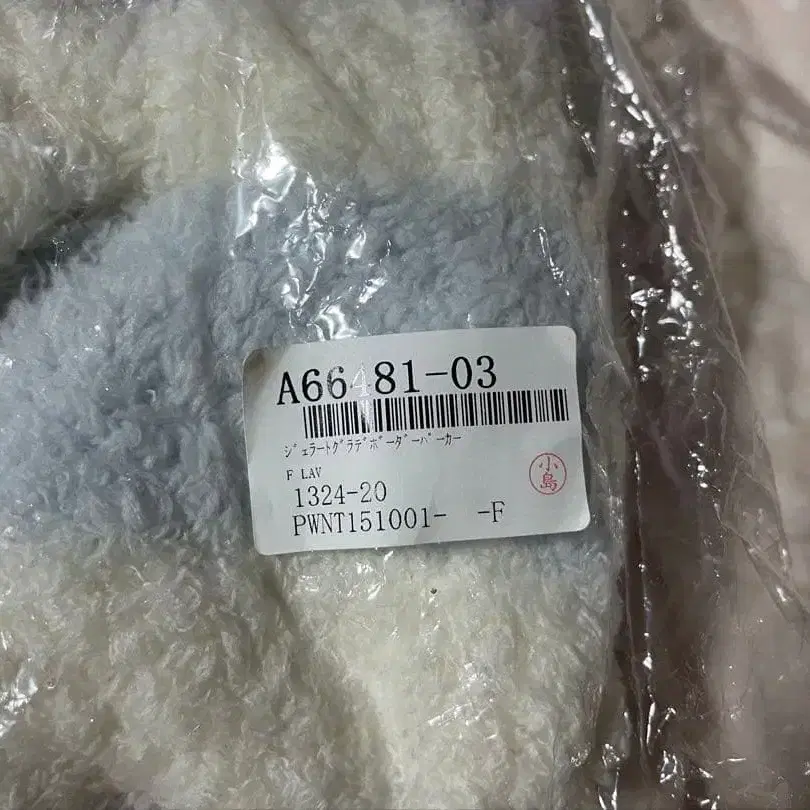 A66481-03
ｼﾞｪﾗｰﾄｸﾞﾗﾃﾞﾎﾞｰﾀﾞｰﾊﾟｰｶｰ
F LAV
小島
1324-20
PWNT151001-  -F